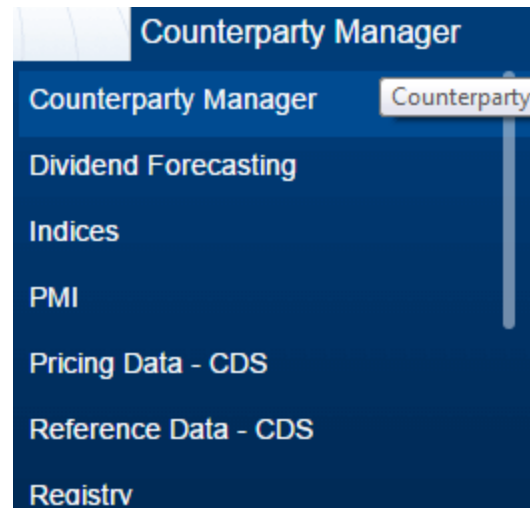 Counterparty Manager
Counterparty Manager
Counterparty
Dividend Forecasting
Indices
PMI
Pricing Data - CDS
Reference Data - CDS
Registry